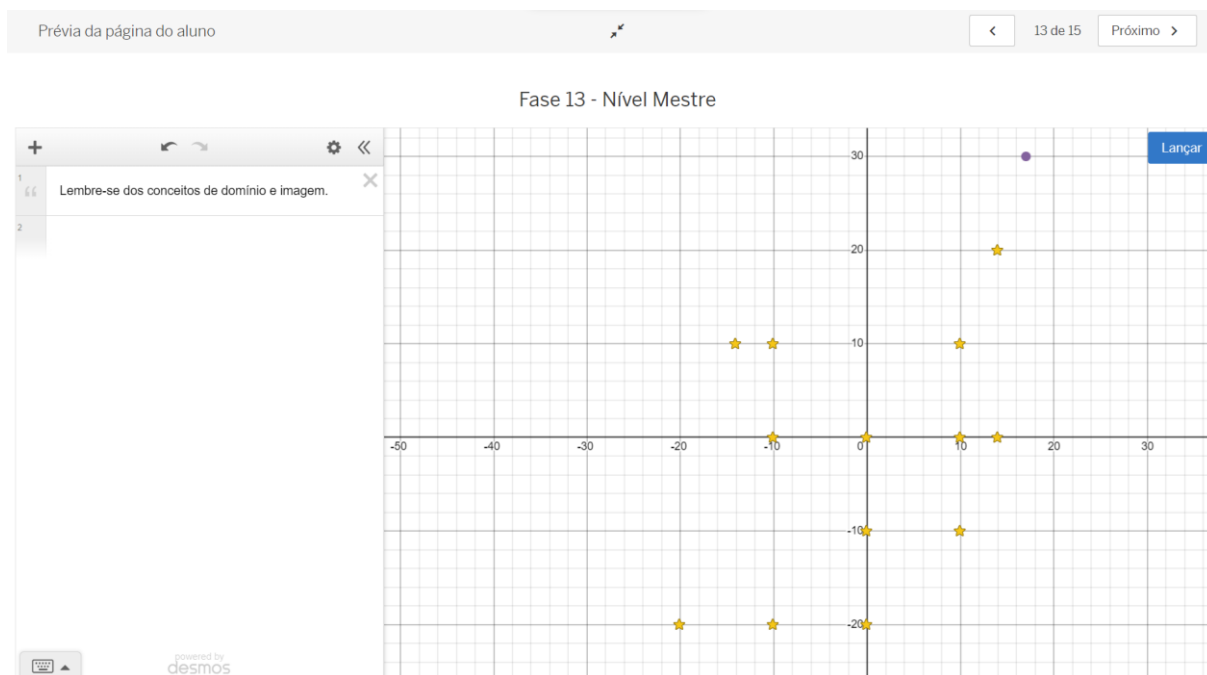 Prévia da página do aluno
13 de 15
Próximo >
Fase 13 - Nível Mestre
Lançar
1
Lembre-se dos conceitos de domínio e imagem.
2
30
20
10
-50
-40
-30
-20
-10
0
10
20
30
-10
-20
powered by
desmos